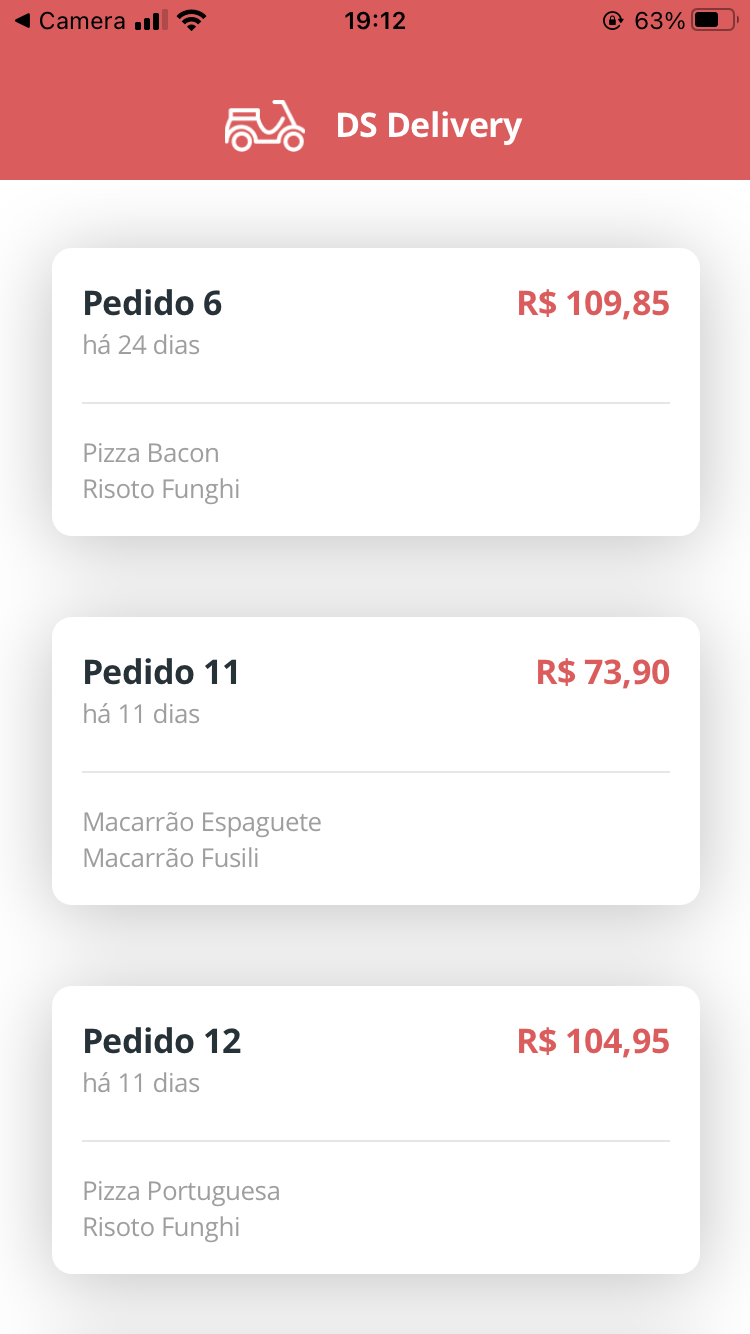 Camera 19:12 63%
DS Delivery
Pedido 6 R$ 109,85
há 24 dias
Pizza Bacon
Risoto Funghi
Pedido 11 R$ 73,90
há 11 dias
Macarrão Espaguete
Macarrão Fusili
Pedido 12 R$ 104,95
há 11 dias
Pizza Portuguesa
Risoto Funghi